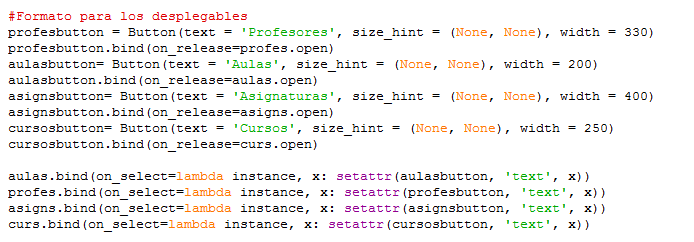 #Formato para los desplegables
profesbutton = Button(text = 'Profesores', size_hint = (None, None), width = 330)
profesbutton.bind(on_release=profes.open)
aulasbutton= Button(text = 'Aulas', size_hint = (None, None), width = 200)
aulasbutton.bind(on_release=aulas.open)
asignsbutton= Button(text = 'Asignaturas', size_hint = (None, None), width = 400)
asignsbutton.bind(on_release=asigns.open)
cursosbutton= Button(text = 'Cursos', size_hint = (None, None), width = 250)
cursosbutton.bind(on_release=curs.open)

aulas.bind(on_select=lambda instance, x: setattr(aulasbutton, 'text', x))
profes.bind(on_select=lambda instance, x: setattr(profesbutton, 'text', x))
asigns.bind(on_select=lambda instance, x: setattr(asignsbutton, 'text', x))
curs.bind(on_select=lambda instance, x: setattr(cursosbutton, 'text', x))